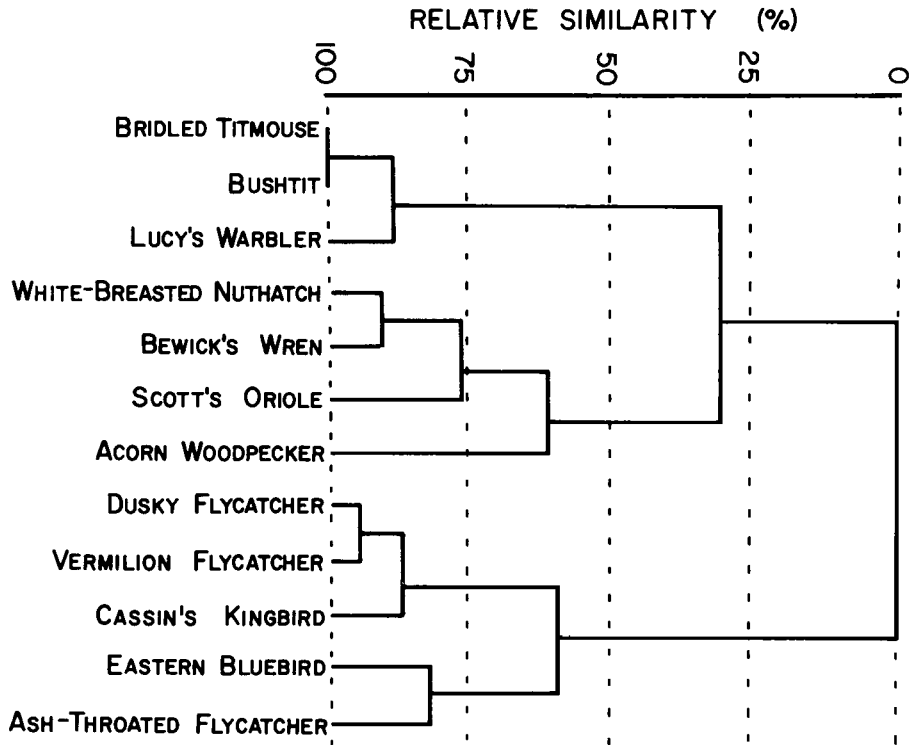 RELATIVE SIMILARITY (%)
100 75 50 25 0
BRIDLED TITMOUSE
BUSHTIT
LUCY'S WARBLER
WHITE-BREASTED NUTHATCH
BEWICK'S WREN
SCOTT'S ORIOLE
ACORN WOODPECKER
DUSKY FLYCATCHER
VERMILION FLYCATCHER
CASSIN'S KINGBIRD
EASTERN BLUEBIRD
ASH-THROATED FLYCATCHER